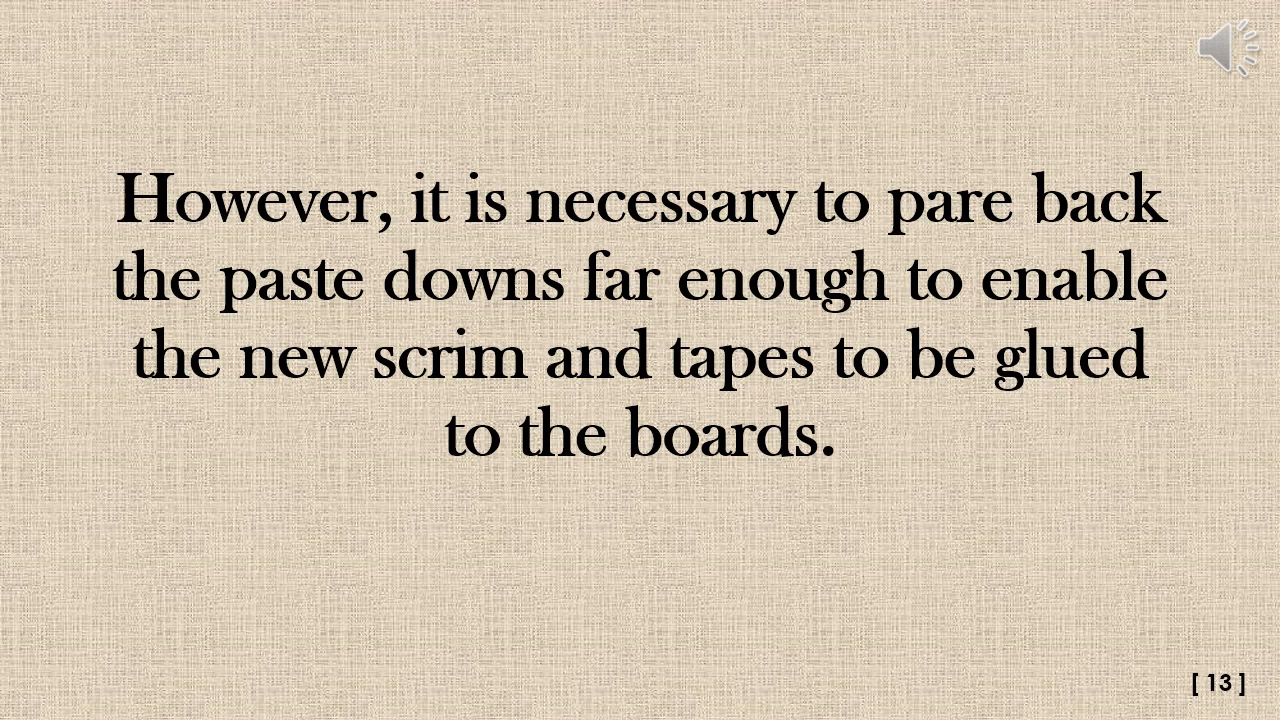 However, it is necessary to pare back
the paste downs far enough to enable
the new scrim and tapes to be glued
to the boards.
[ 13 ]